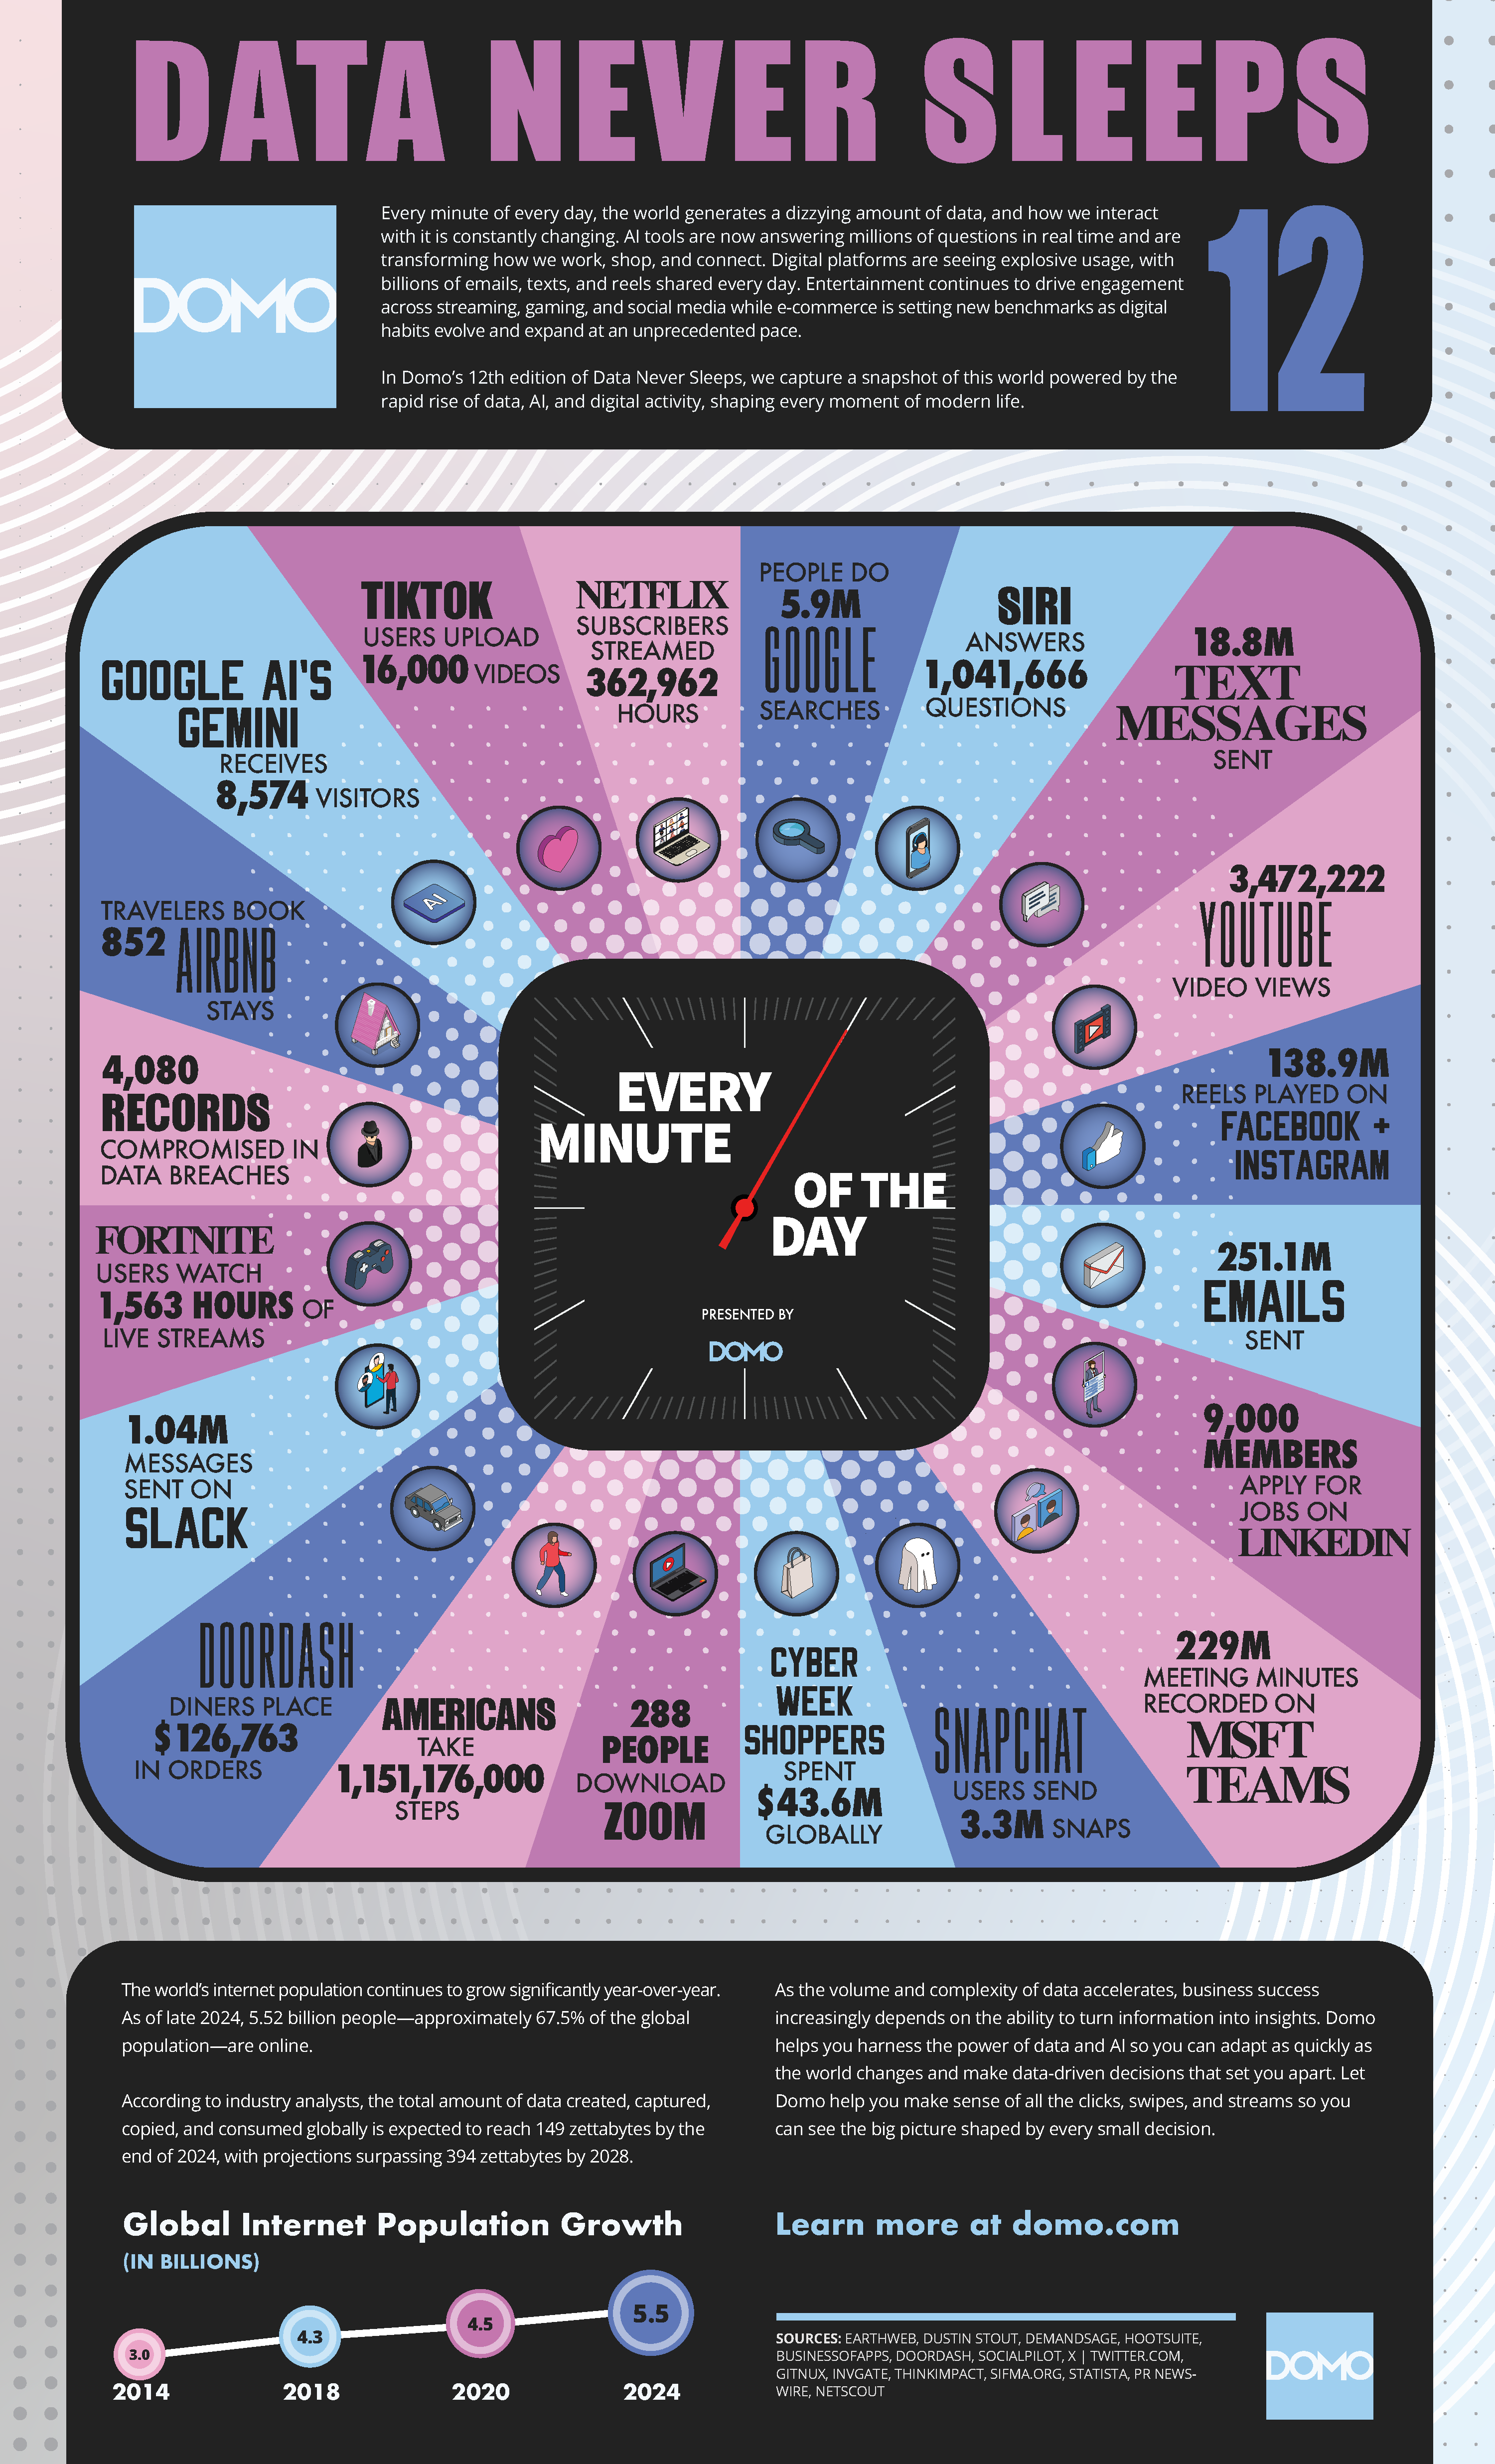 DATA NEVER SLEEPS
12
DOMO
Every minute of every day, the world generates a dizzying amount of data, and how we interact
with it is constantly changing. AI tools are now answering millions of questions in real time and are
transforming how we work, shop, and connect. Digital platforms are seeing explosive usage, with
billions of emails, texts, and reels shared every day. Entertainment continues to drive engagement
across streaming, gaming, and social media while e-commerce is setting new benchmarks as digital
habits evolve and expand at an unprecedented pace.
In Domo's 12th edition of Data Never Sleeps, we capture a snapshot of this world powered by the
rapid rise of data, AI, and digital activity, shaping every moment of modern life.
PEOPLE DO
5.9M
GOOGLE
SEARCHES
SIRI
ANSWERS
1,041,666
QUESTIONS
18.8M
TEXT
MESSAGES
SENT
3,472,222
YOUTUBE
VIDEO VIEWS
138.9M
REELS PLAYED ON
FACEBOOK +
INSTAGRAM
251.1M
EMAILS
SENT
9,000
MEMBERS
APPLY FOR
JOBS ON
LINKEDIN
229M
MEETING MINUTES
RECORDED ON
MSFT
TEAMS
SNAPCHAT
USERS SEND
3.3M SNAPS
CYBER
WEEK
SHOPPERS
SPENT
$43.6M
GLOBALLY
288
PEOPLE
DOWNLOAD
ZOOM
AMERICANS
TAKE
1,151,176,000
STEPS
DOORDASH
DINERS PLACE
$126,763
IN ORDERS
1.04M
MESSAGES
SENT ON
SLACK
FORTNITE
USERS WATCH
1,563 HOURS OF
LIVE STREAMS
4,080
RECORDS
COMPROMISED IN
DATA BREACHES
TRAVELERS BOOK
852 AIRBNB
STAYS
GOOGLE AI'S
GEMINI
RECEIVES
8,574 VISITORS
AI
TIKTOK
USERS UPLOAD
16,000 VIDEOS
NETFLIX
SUBSCRIBERS
STREAMED
362,962
HOURS
EVERY
MINUTE
OF THE
DAY
PRESENTED BY
DOMO
The world's internet population continues to grow significantly year-over-year.
As of late 2024, 5.52 billion people—approximately 67.5% of the global
population—are online.
According to industry analysts, the total amount of data created, captured,
copied, and consumed globally is expected to reach 149 zettabytes by the
end of 2024, with projections surpassing 394 zettabytes by 2028.
As the volume and complexity of data accelerates, business success
increasingly depends on the ability to turn information into insights. Domo
helps you harness the power of data and AI so you can adapt as quickly as
the world changes and make data-driven decisions that set you apart. Let
Domo help you make sense of all the clicks, swipes, and streams so you
can see the big picture shaped by every small decision.
Global Internet Population Growth
(IN BILLIONS)
3.0
4.3
4.5
5.5
2014
2018
2020
2024
Learn more at domo.com
SOURCES: EARTHWEB, DUSTIN STOUT, DEMANDSAGE, HOOTSUITE,
BUSINESSOFAPPS, DOORDASH, SOCIALPILOT, X | TWITTER.COM,
GITNUX, INVGATE, THINKIMPACT, SIFMA.ORG, STATISTA, PR NEWS-
WIRE, NETSCOUT
DOMO